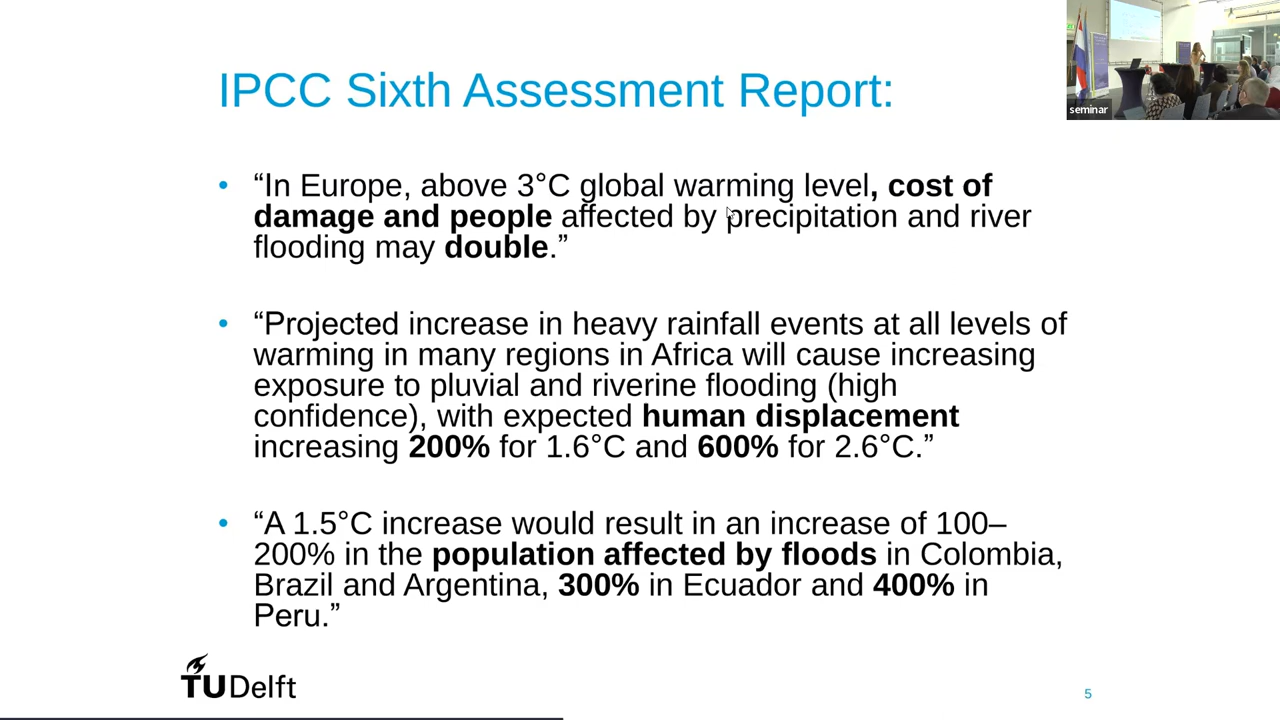 IPCC Sixth Assessment Report:
seminar
• “In Europe, above 3°C global warming level, cost of
damage and people affected by precipitation and river
flooding may double.”
• “Projected increase in heavy rainfall events at all levels of
warming in many regions in Africa will cause increasing
exposure to pluvial and riverine flooding (high
confidence), with expected human displacement
increasing 200% for 1.6°C and 600% for 2.6°C.”
• “A 1.5°C increase would result in an increase of 100–
200% in the population affected by floods in Colombia,
Brazil and Argentina, 300% in Ecuador and 400% in
Peru.”
TUDelft
5